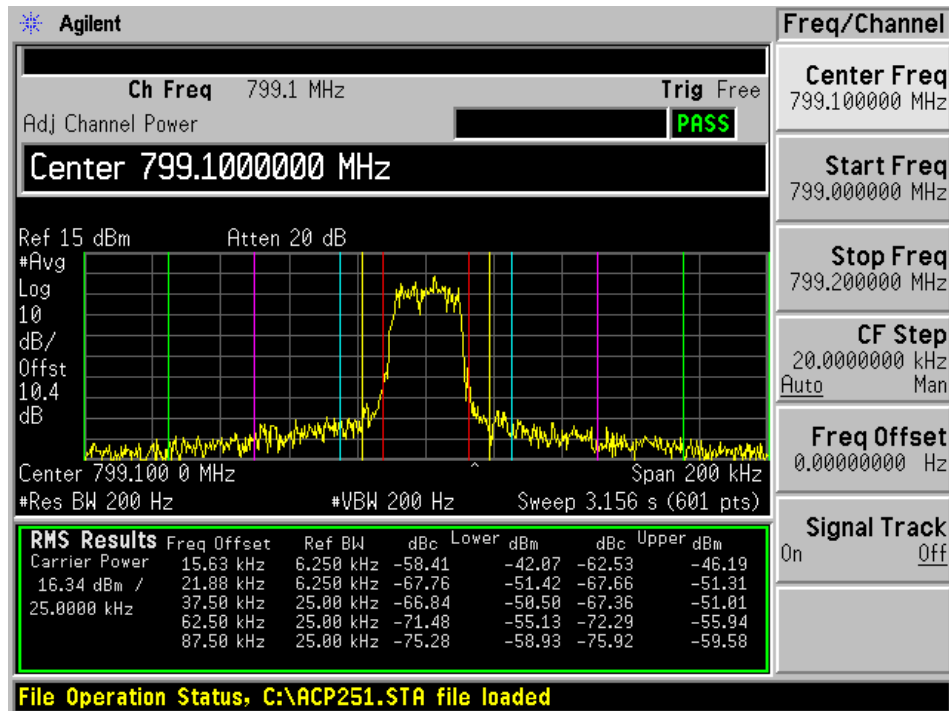 Agilent
Freq/Channel
Ch Freq 799.1 MHz Trig Free
Adj Channel Power PASS
Center 799.1000000 MHz
Ref 15 dBm Atten 20 dB
#Avg
Log
10
dB/
Offst
10.4
dB
Center 799.100 0 MHz Span 200 kHz
#Res BW 200 Hz #VBW 200 Hz Sweep 3.156 s (601 pts)
RMS Results Freq Offset Ref BW dBc Lower dBm dBc Upper dBm
Carrier Power 15.63 kHz 6.250 kHz -58.41 -42.07 -62.53 -46.19
16.34 dBm / 21.88 kHz 6.250 kHz -67.76 -51.42 -67.66 -51.31
25.0000 kHz 37.50 kHz 25.00 kHz -66.84 -50.50 -67.36 -51.01
62.50 kHz 25.00 kHz -71.48 -55.13 -72.29 -55.94
87.50 kHz 25.00 kHz -75.28 -58.93 -75.92 -59.58
File Operation Status, C:\ACP251.STA file loaded
Center Freq
799.100000 MHz
Start Freq
799.000000 MHz
Stop Freq
799.200000 MHz
CF Step
20.0000000 kHz
Auto Man
Freq Offset
0.00000000 Hz
Signal Track
On Off